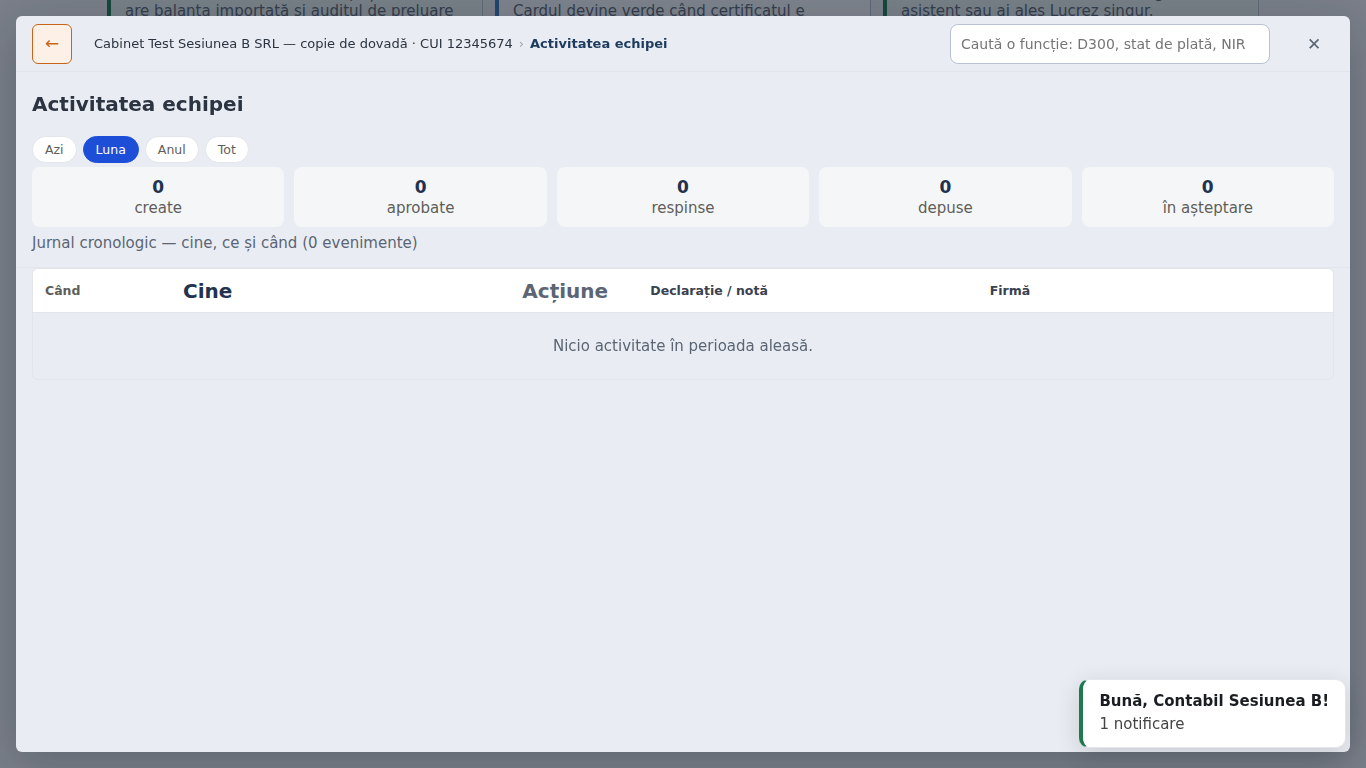 are balanța importată și auditul de preluare
Cardul devine verde când certificatul e
asistent sau ai ales Lucrez singur.
←
Cabinet Test Sesiunea B SRL — copie de dovadă · CUI 12345674 › Activitatea echipei
Caută o funcție: D300, stat de plată, NIR
✕
Activitatea echipei
Azi
Luna
Anul
Tot
0
create
0
aprobate
0
respinse
0
depuse
0
în așteptare
Jurnal cronologic — cine, ce și când (0 evenimente)
Când Cine Acțiune Declarație / notă Firmă
Nicio activitate în perioada aleasă.
Bună, Contabil Sesiunea B!
1 notificare